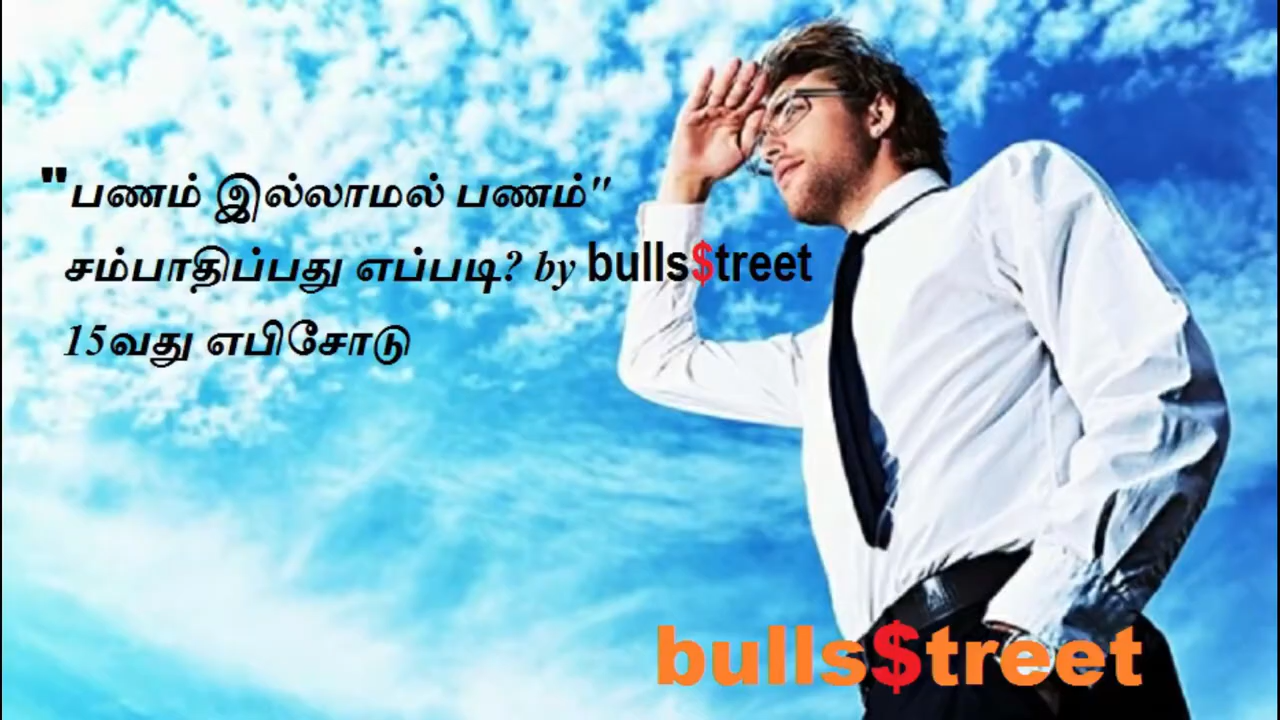 "பணம் இல்லாமல் பணம்"
சம்பாதிப்பது எப்படி? by bulls$treet
15வது எபிசோடு
bulls$treet